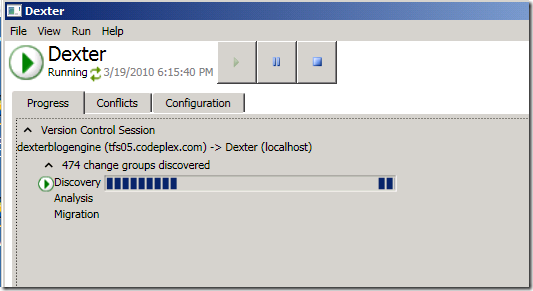 Dexter
File View Run Help
Dexter
Running 3/19/2010 6:15:40 PM
Progress Conflicts Configuration
Version Control Session
dexterblogengine (tfs05.codeplex.com) -> Dexter (localhost)
474 change groups discovered
Discovery
Analysis
Migration